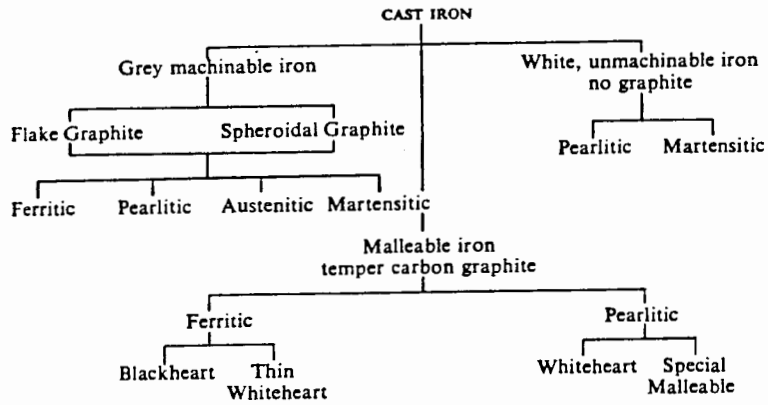 CAST IRON
Grey machinable iron
White, unmachinable iron
no graphite
Flake Graphite
Spheroidal Graphite
Pearlitic
Martensitic
Ferritic
Pearlitic
Austenitic
Martensitic
Malleable iron
temper carbon graphite
Ferritic
Pearlitic
Blackheart
Thin
Whiteheart
Whiteheart
Special
Malleable